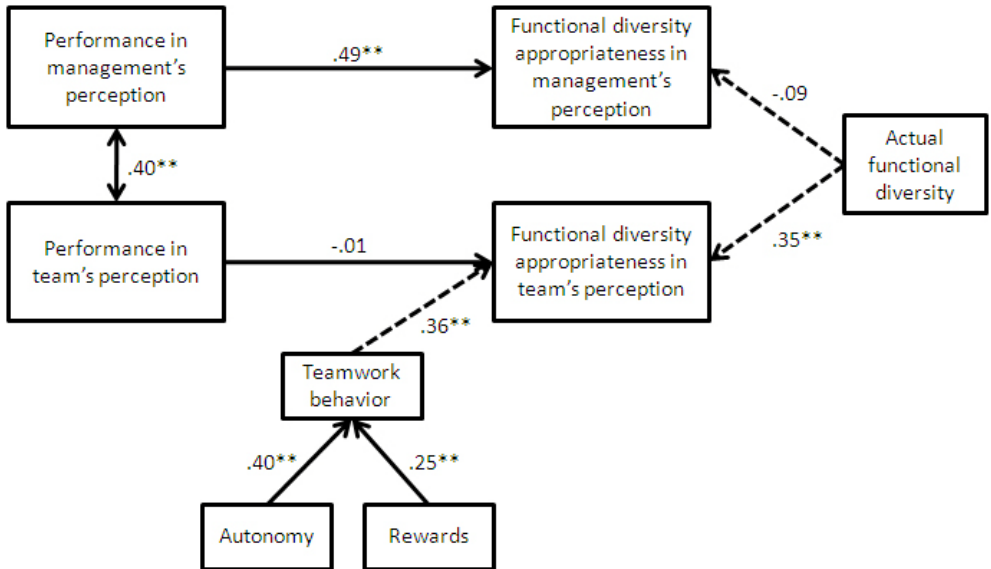 Performance in
management's
perception
.49**
Functional diversity
appropriateness in
management's
perception
-.09
Actual
functional
diversity
.40**
Performance in
team's perception
-.01
Functional diversity
appropriateness in
team's perception
.35**
.36**
Teamwork
behavior
.40**
.25**
Autonomy
Rewards